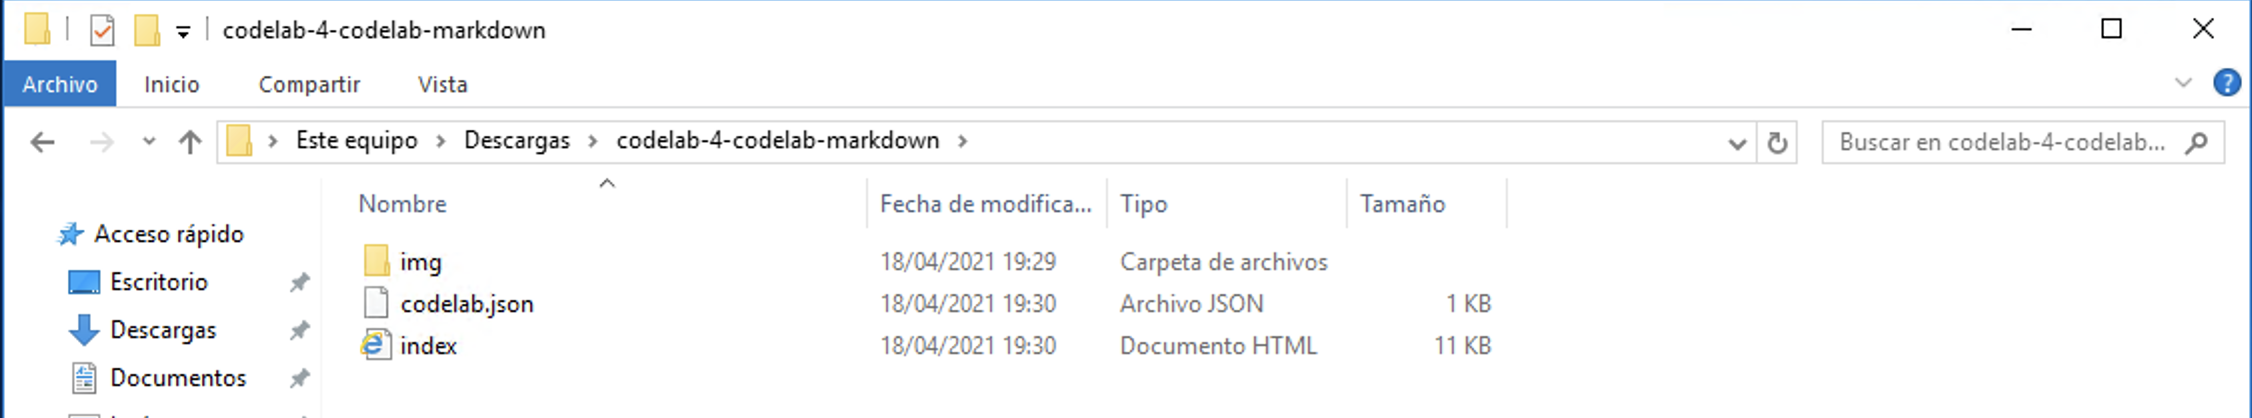 codelab-4-codelab-markdown
Archivo Inicio Compartir Vista
Este equipo Descargas codelab-4-codelab-markdown Buscar en codelab-4-codelab...
Nombre Fecha de modifica... Tipo Tamaño
Acceso rápido
Escritorio
Descargas
Documentos
img 18/04/2021 19:29 Carpeta de archivos
codelab.json 18/04/2021 19:30 Archivo JSON 1 KB
index 18/04/2021 19:30 Documento HTML 11 KB